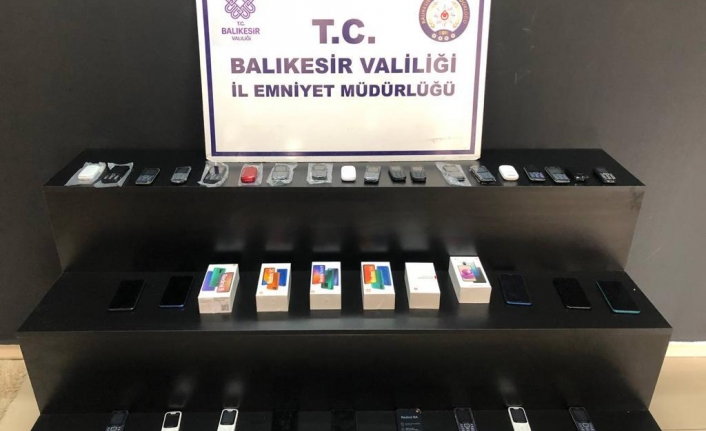 T.C.
BALIKESİR
VALİLİĞİ
T.C.
BALIKESİR VALİLİĞİ
İL EMNİYET MÜDÜRLÜĞÜ